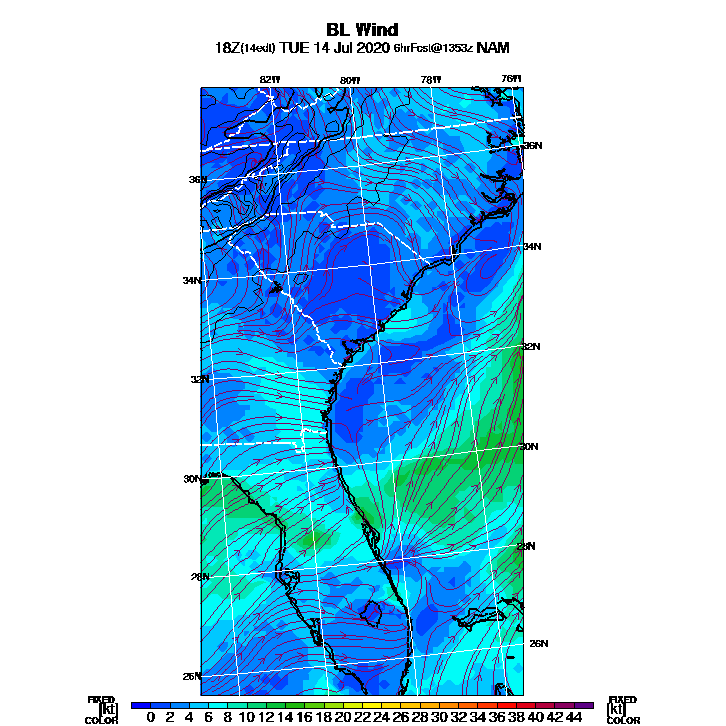 BL Wind
18Z(14edt) TUE 14 Jul 2020 6hrFcst@1353z NAM
82W 80W 78W 76W
36N
36N
34N
34N
32N
32N
30N
30N
28N
28N
26N
26N
FIXED FIXED
[kt] 0 2 4 6 8 10 12 14 16 18 20 22 24 26 28 30 32 34 36 38 40 42 44 [kt]
COLOR COLOR